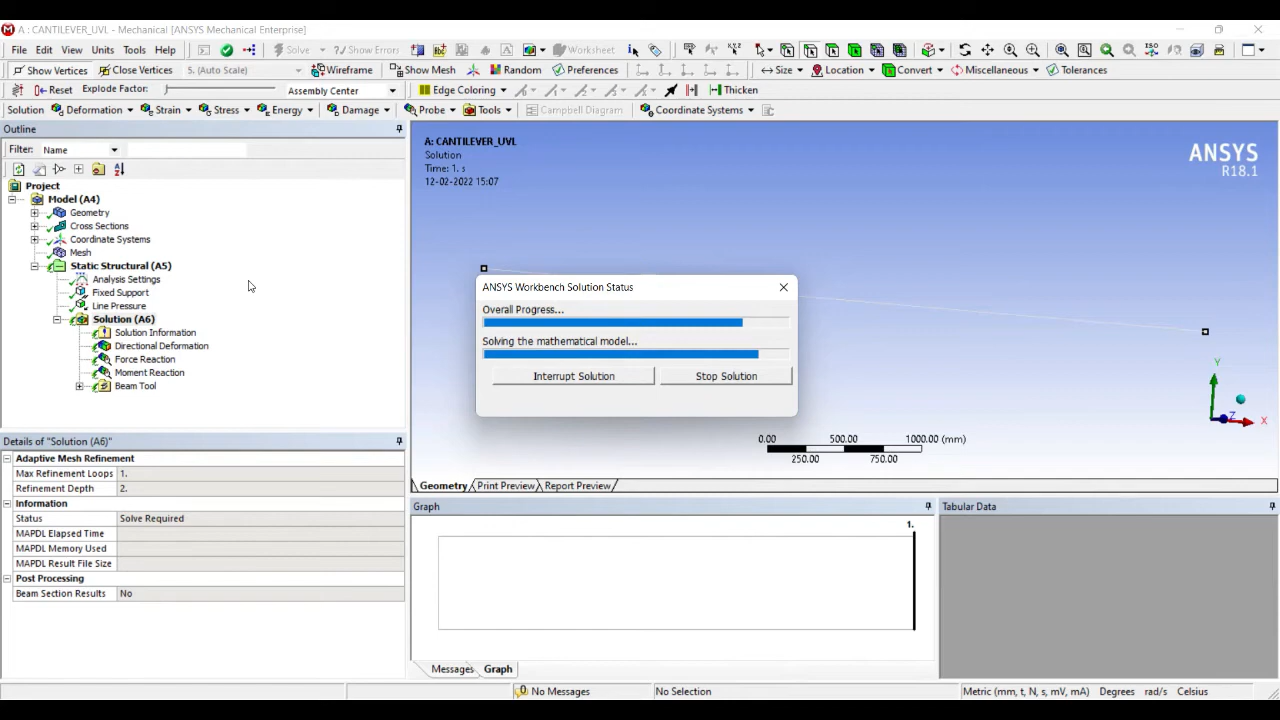 A : CANTILEVER_UVL - Mechanical [ANSYS Mechanical Enterprise]
File Edit View Units Tools Help Solve Show Errors Worksheet
Show Vertices Close Vertices 5. (Auto Scale) Wireframe Show Mesh Random Preferences Size Location Convert Miscellaneous Tolerances
Reset Explode Factor: Assembly Center Edge Coloring Thicken
Solution Deformation Strain Stress Energy Damage Probe Tools Campbell Diagram Coordinate Systems
Outline
Filter: Name
Project
Model (A4)
Geometry
Cross Sections
Coordinate Systems
Mesh
Static Structural (A5)
Analysis Settings
Fixed Support
Line Pressure
Solution (A6)
Solution Information
Directional Deformation
Force Reaction
Moment Reaction
Beam Tool
Details of "Solution (A6)"
Adaptive Mesh Refinement
Max Refinement Loops 1.
Refinement Depth 2.
Information
Status Solve Required
MAPDL Elapsed Time
MAPDL Memory Used
MAPDL Result File Size
Post Processing
Beam Section Results No
A: CANTILEVER_UVL
Solution
Time: 1. s
12-02-2022 15:07
ANSYS
R18.1
ANSYS Workbench Solution Status
Overall Progress...
Solving the mathematical model...
Interrupt Solution Stop Solution
Y
Z X
0.00 500.00 1000.00 (mm)
250.00 750.00
Geometry Print Preview Report Preview
Graph
1.
Tabular Data
Messages Graph
No Messages No Selection Metric (mm, t, N, s, mV, mA) Degrees rad/s Celsius